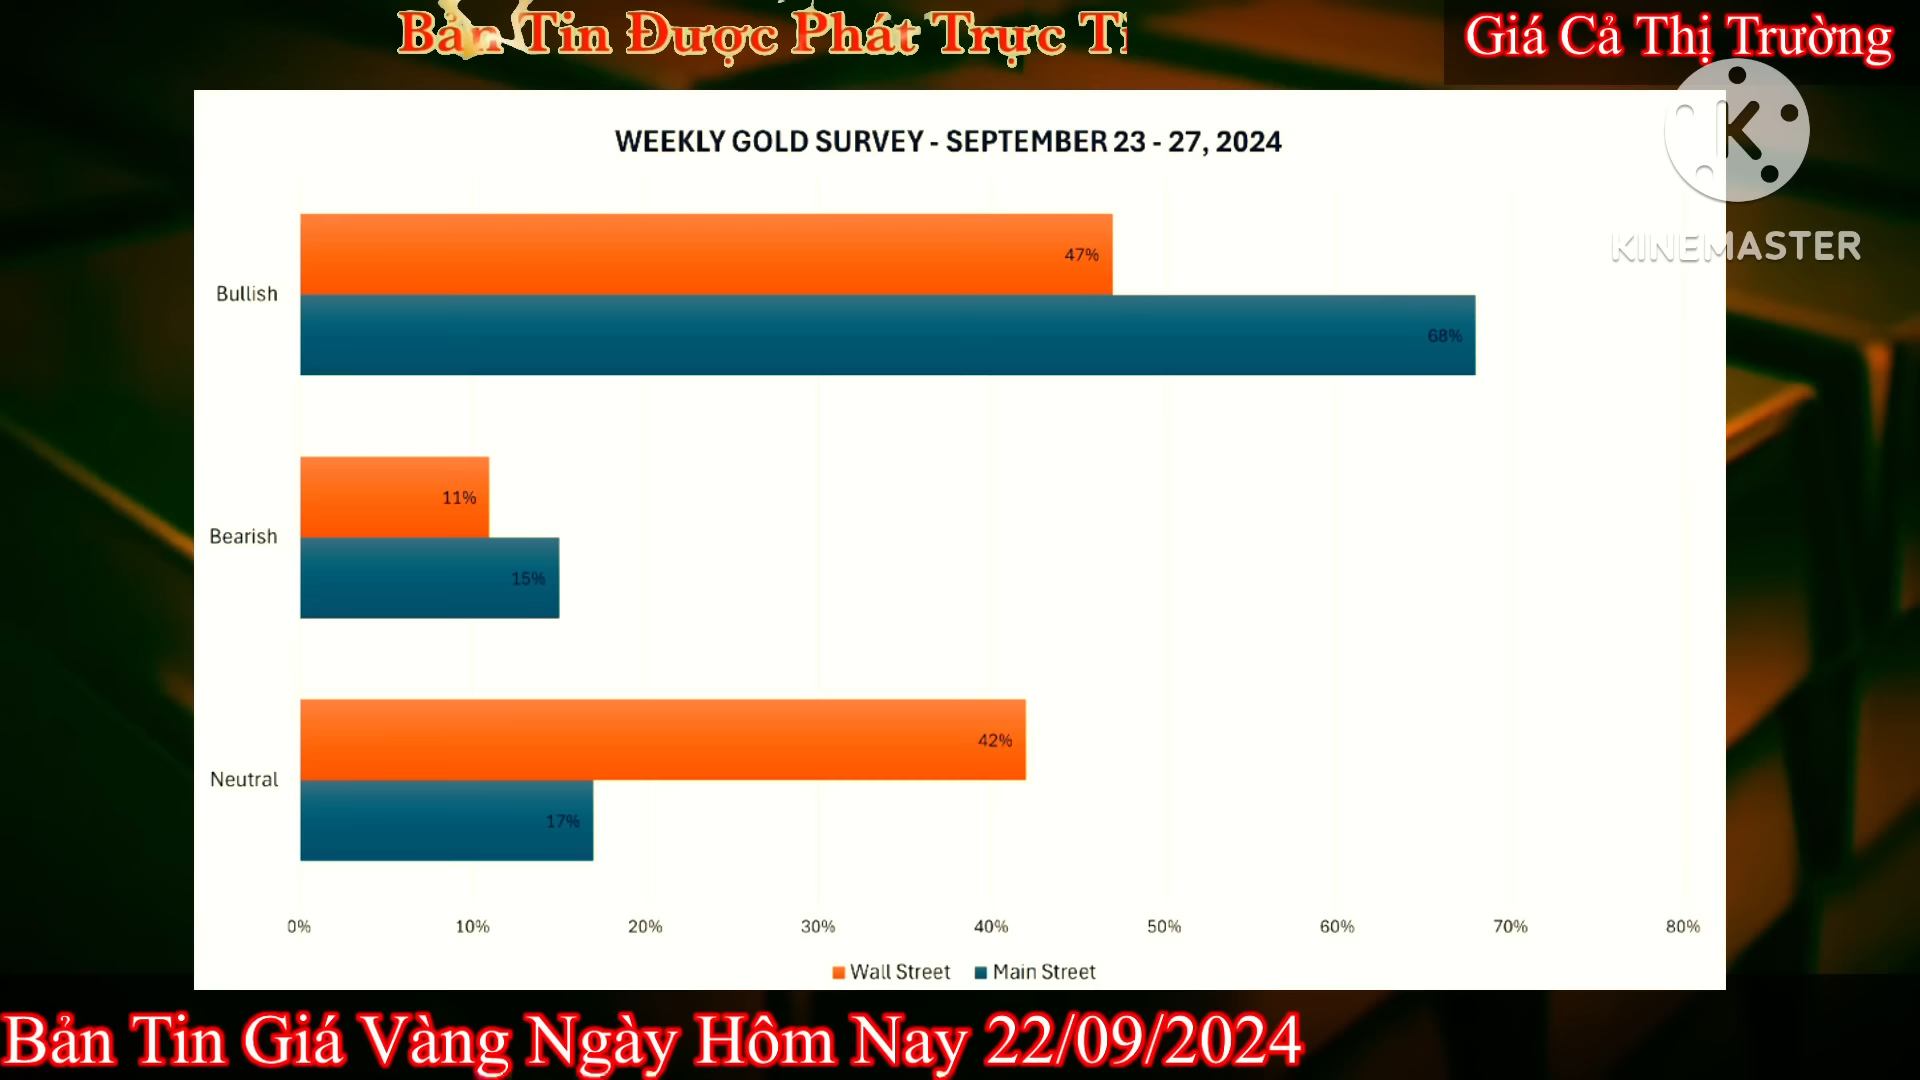 Bản Tin Được Phát Trực
Giá Cả Thị Trường
KINEMASTER
WEEKLY GOLD SURVEY - SEPTEMBER 23 - 27, 2024
Bullish
47%
68%
Bearish
11%
15%
Neutral
42%
17%
0% 10% 20% 30% 40% 50% 60% 70% 80%
Wall Street Main Street
Bản Tin Giá Vàng Ngày Hôm Nay 22/09/2024